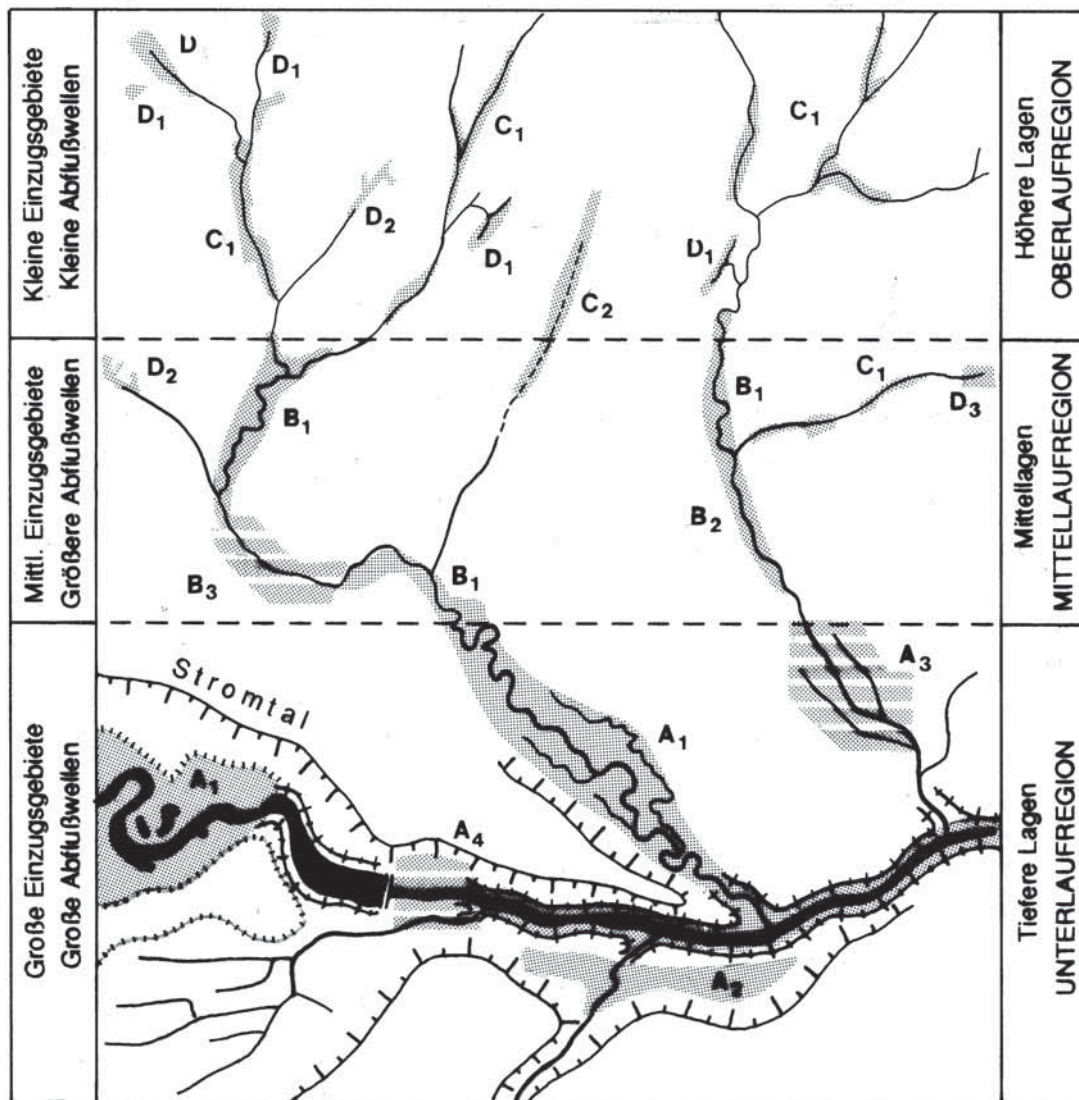 Kleine Einzugsgebiete
Kleine Abflußwellen
Mittl. Einzugsgebiete
Größere Abflußwellen
Große Einzugsgebiete
Große Abflußwellen
D
D₁
D₁
C₁
D₂
C₁
D₁
C₁
D₁
C₂
D₂
B₁
B₁
C₁
D₃
B₂
B₃
B₁
A₃
Stromtal
A₁
A₁
A₄
A₂
Höhere Lagen
OBERLAUFREGION
Mittellagen
MITTELLAUFREGION
Tiefere Lagen
UNTERLAUFREGION